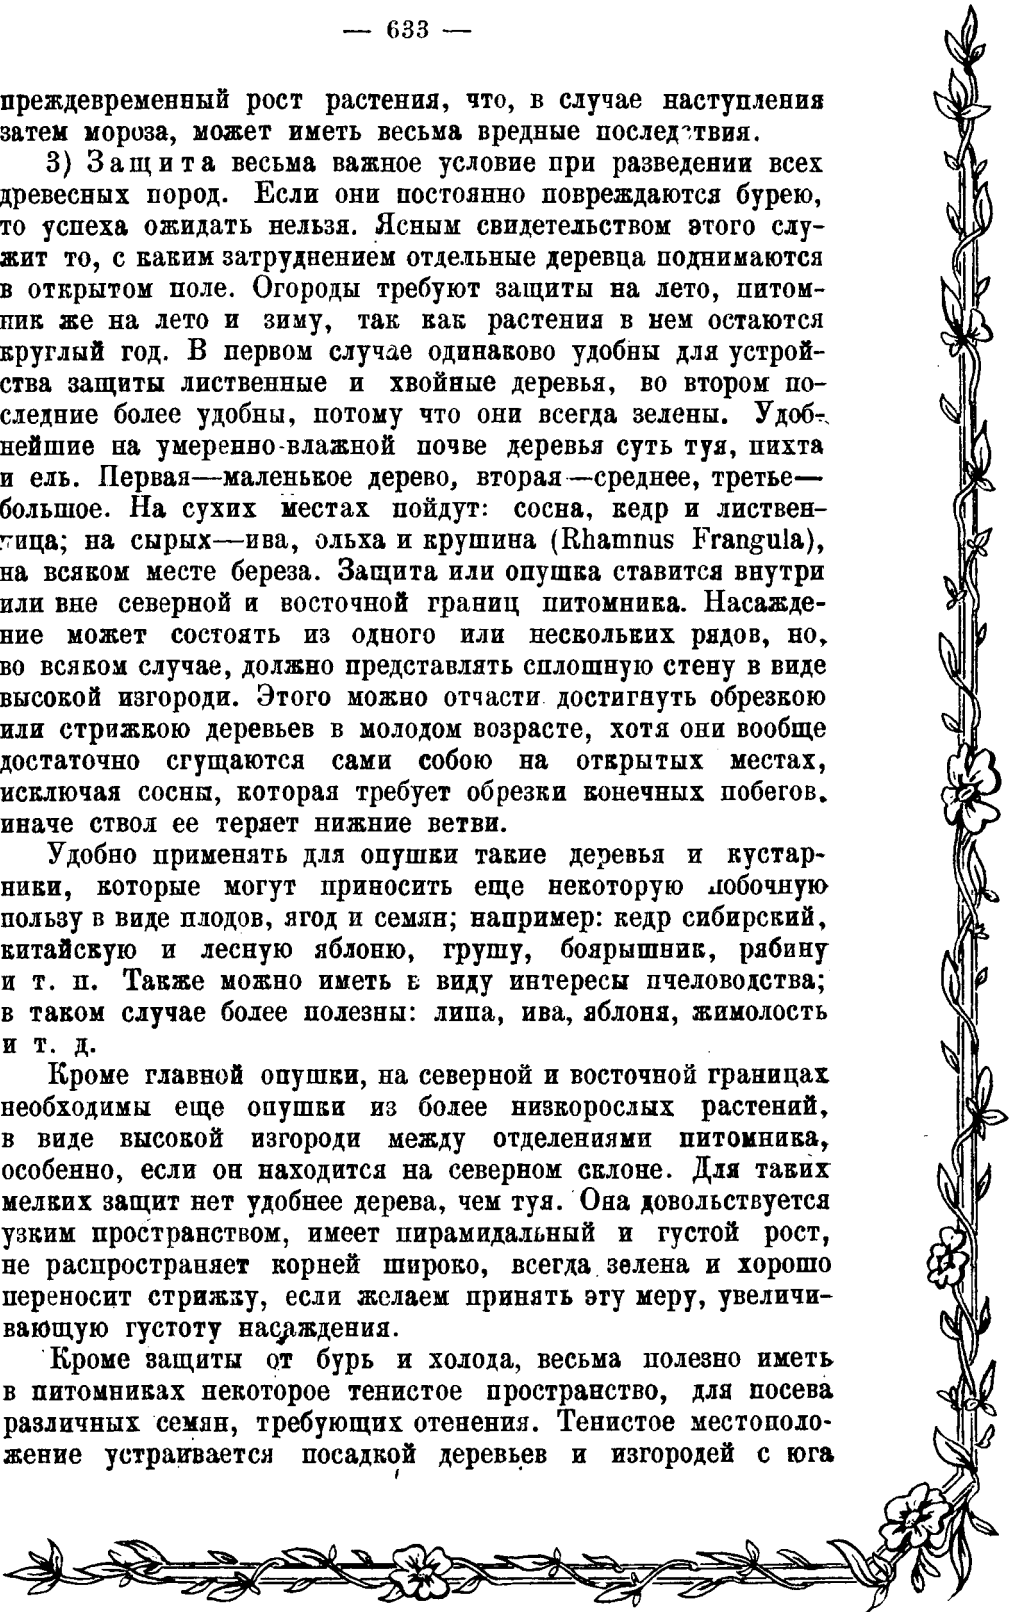 — 633 —
преждевременный рост растения, что, в случае наступления
затем мороза, может иметь весьма вредные последствия.
3) Защита весьма важное условие при разведении всех
древесных пород. Если они постоянно повреждаются бурею,
то успеха ожидать нельзя. Ясным свидетельством этого слу-
жит то, с каким затруднением отдельные деревца поднимаются
в открытом поле. Огороды требуют защиты на лето, питом-
ник же на лето и зиму, так как растения в нем остаются
круглый год. В первом случае одинаково удобны для устрой-
ства защиты лиственные и хвойные деревья, во втором по-
следние более удобны, потому что они всегда зелены. Удоб-
нейшие на умеренно-влажной почве деревья суть туя, пихта
и ель. Первая—маленькое дерево, вторая—среднее, третье—
большое. На сухих местах пойдут: сосна, кедр и листвен-
ница; на сырых—ива, ольха и крушина (Rhamnus Frangula),
на всяком месте береза. Защита или опушка ставится внутри
или вне северной и восточной границ питомника. Насажде-
ние может состоять из одного или нескольких рядов, но,
во всяком случае, должно представлять сплошную стену в виде
высокой изгороди. Этого можно отчасти достигнуть обрезкою
или стрижкою деревьев в молодом возрасте, хотя они вообще
достаточно сгущаются сами собою на открытых местах,
исключая сосны, которая требует обрезки конечных побегов.
иначе ствол ее теряет нижние ветви.
Удобно применять для опушки такие деревья и кустар-
ники, которые могут приносить еще некоторую побочную
пользу в виде плодов, ягод и семян; например: кедр сибирский,
китайскую и лесную яблоню, грушу, боярышник, рябину
и т. п. Также можно иметь в виду интересы пчеловодства;
в таком случае более полезны: липа, ива, яблоня, жимолость
и т. д.
Кроме главной опушки, на северной и восточной границах
необходимы еще опушки из более низкорослых растений,
в виде высокой изгороди между отделениями питомника,
особенно, если он находится на северном склоне. Для таких
мелких защит нет удобнее дерева, чем туя. Она довольствуется
узким пространством, имеет пирамидальный и густой рост,
не распространяет корней широко, всегда зелена и хорошо
переносит стрижку, если желаем принять эту меру, увеличи-
вающую густоту насаждения.
Кроме защиты от бурь и холода, весьма полезно иметь
в питомниках некоторое тенистое пространство, для посева
различных семян, требующих отенения. Тенистое местополо-
жение устраивается посадкой деревьев и изгородей с юга